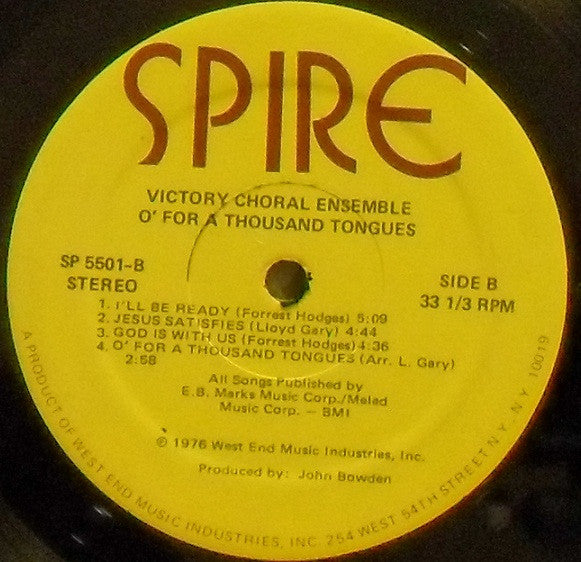 SPIRE
VICTORY CHORAL ENSEMBLE
O' FOR A THOUSAND TONGUES
SP 5501-B
STEREO
SIDE B
33 1/3 RPM
1. I'LL BE READY (Forrest Hodges) 5:09
2. JESUS SATISFIES (Lloyd Gary) 4:44
3. GOD IS WITH US (Forrest Hodges) 4:36
4. O' FOR A THOUSAND TONGUES (Arr. L. Gary)
2:58
All Songs Published by
E.B. Marks Music Corp./Melad
Music Corp. — BMI
℗ 1976 West End Music Industries, Inc.
Produced by: John Bowden
A PRODUCT OF WEST END MUSIC INDUSTRIES, INC. 254 WEST 54TH STREET N.Y., N.Y. 10019